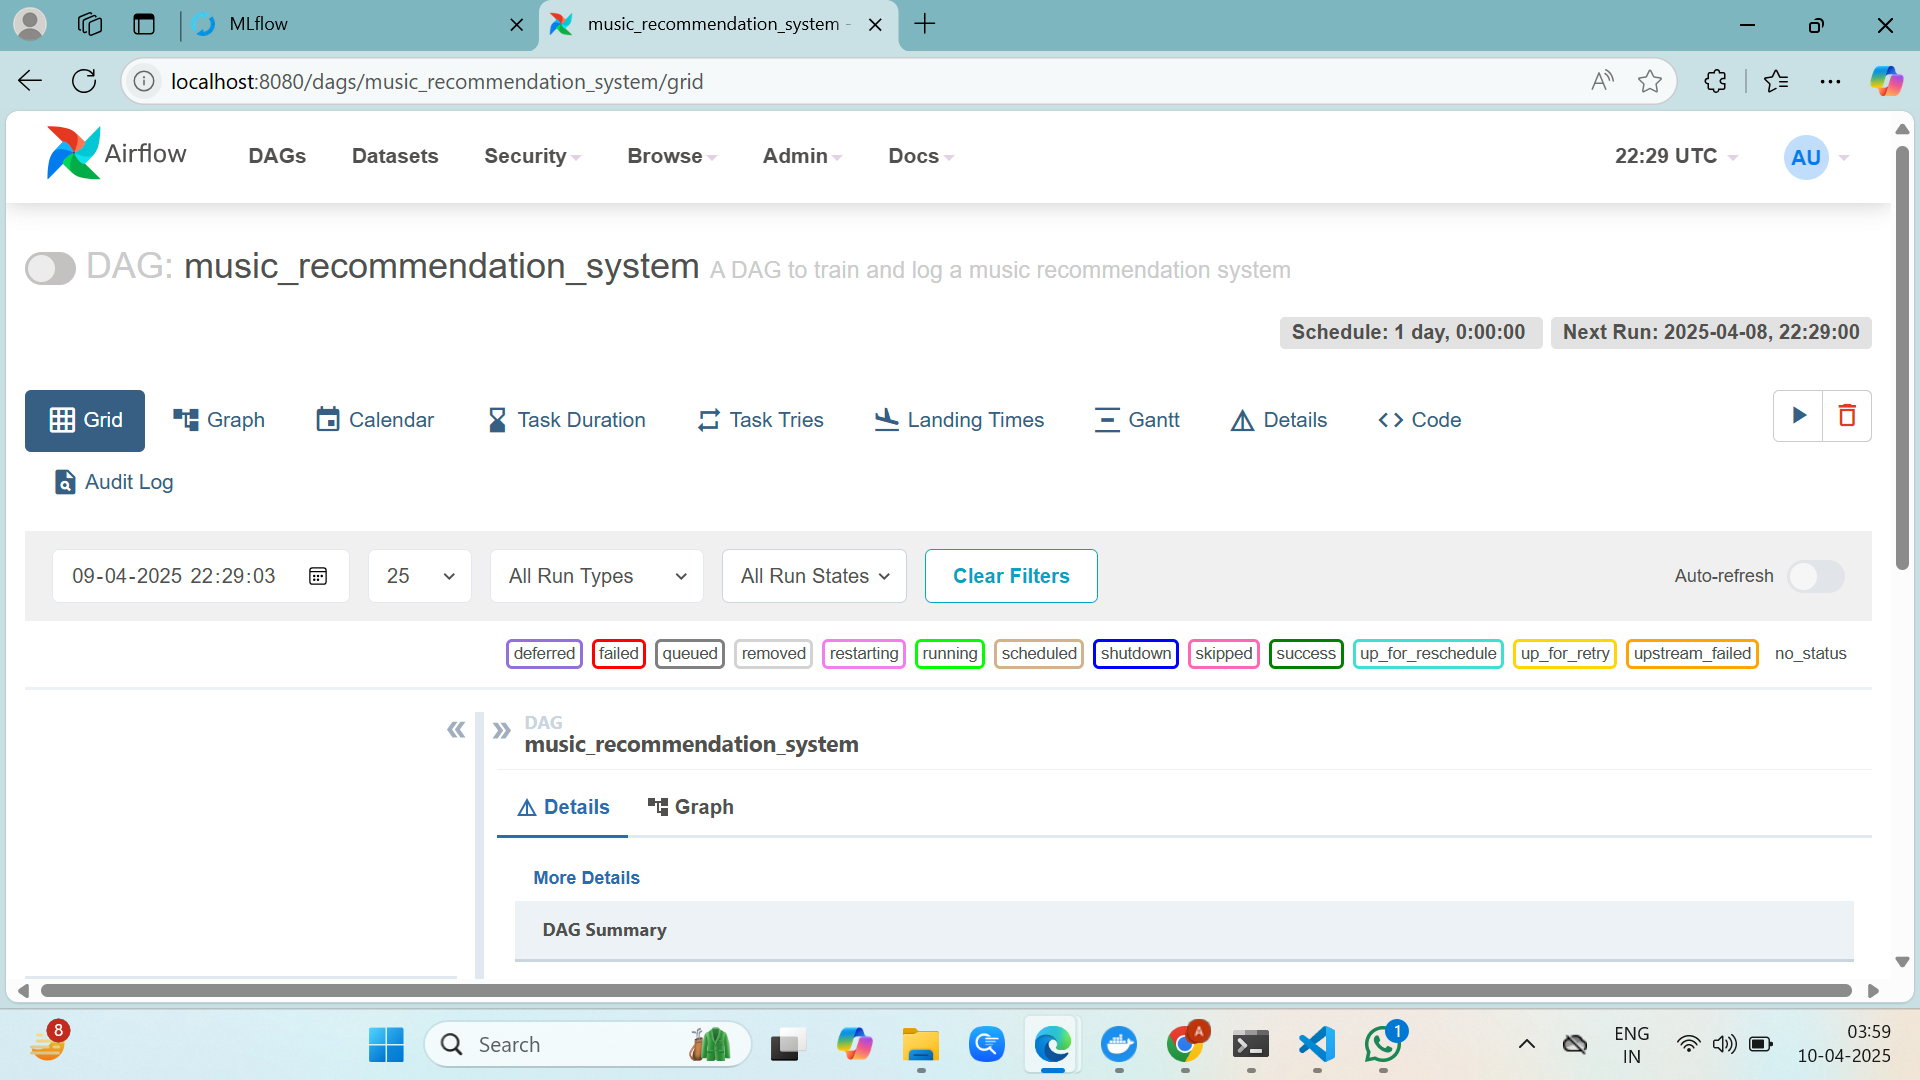 MLflow
music_recommendation_system -
localhost:8080/dags/music_recommendation_system/grid
Airflow DAGs Datasets Security Browse Admin Docs 22:29 UTC AU
DAG: music_recommendation_system A DAG to train and log a music recommendation system
Schedule: 1 day, 0:00:00 Next Run: 2025-04-08, 22:29:00
Grid Graph Calendar Task Duration Task Tries Landing Times Gantt Details Code
Audit Log
09-04-2025 22:29:03 25 All Run Types All Run States Clear Filters Auto-refresh
deferred failed queued removed restarting running scheduled shutdown skipped success up_for_reschedule up_for_retry upstream_failed no_status
DAG
music_recommendation_system
Details Graph
More Details
DAG Summary
8
Search
A
1
ENG
IN
03:59
10-04-2025